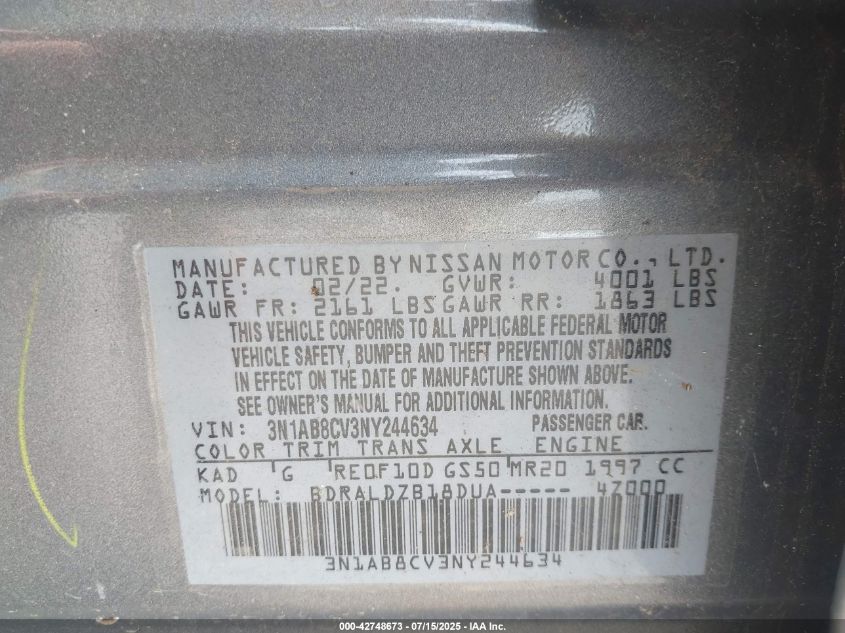 MANUFACTURED BY NISSAN MOTOR CO., LTD.
DATE: 02/22. GVWR: 4001 LBS
GAWR FR: 2161 LBS GAWR RR: 1863 LBS
THIS VEHICLE CONFORMS TO ALL APPLICABLE FEDERAL MOTOR
VEHICLE SAFETY, BUMPER AND THEFT PREVENTION STANDARDS
IN EFFECT ON THE DATE OF MANUFACTURE SHOWN ABOVE.
SEE OWNER'S MANUAL FOR ADDITIONAL INFORMATION.
VIN: 3N1AB8CV3NY244634 PASSENGER CAR.
COLOR TRIM TRANS AXLE ENGINE
KAD G RE0F10D GS50 MR20 1997 CC
MODEL: BDRALDZB18DUA----- 4Z000
3N1AB8CV3NY244634
000-42748673 - 07/15/2025 - IAA Inc.